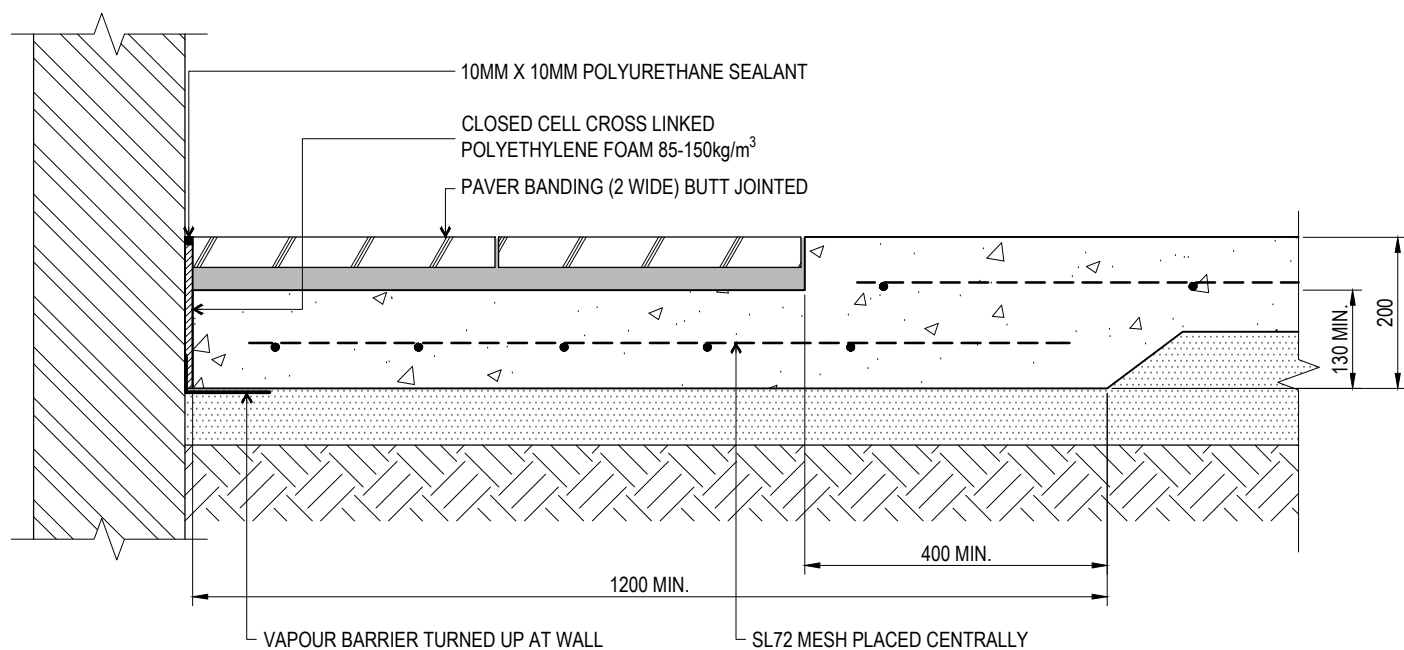 10MM X 10MM POLYURETHANE SEALANT
CLOSED CELL CROSS LINKED
POLYETHYLENE FOAM 85-150kg/m³
PAVER BANDING (2 WIDE) BUTT JOINTED
130 MIN.
200
400 MIN.
1200 MIN.
VAPOUR BARRIER TURNED UP AT WALL
SL72 MESH PLACED CENTRALLY